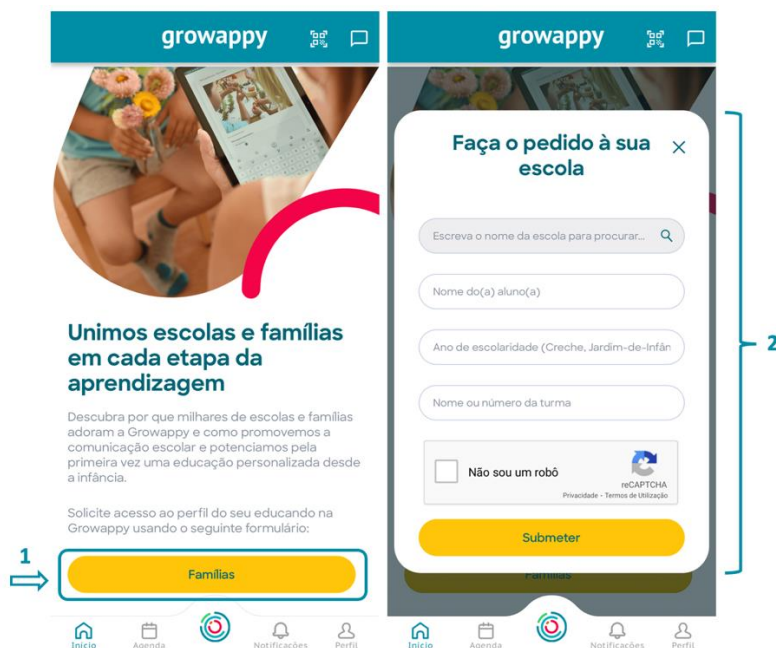 growappy
Unimos escolas e famílias
em cada etapa da
aprendizagem
Descubra por que milhares de escolas e famílias
adoram a Growappy e como promovemos a
comunicação escolar e potenciamos pela
primeira vez uma educação personalizada desde
a infância.
Solicite acesso ao perfil do seu educando na
Growappy usando o seguinte formulário:
1
Famílias
Início
Agenda
Notificações
Perfil
growappy
Faça o pedido à sua
escola
Escreva o nome da escola para procurar...
Nome do(a) aluno(a)
Ano de escolaridade (Creche, Jardim-de-Infân
Nome ou número da turma
Não sou um robô
reCAPTCHA
Privacidade - Termos de Utilização
Submeter
Famílias
Início
Agenda
Notificações
Perfil
2